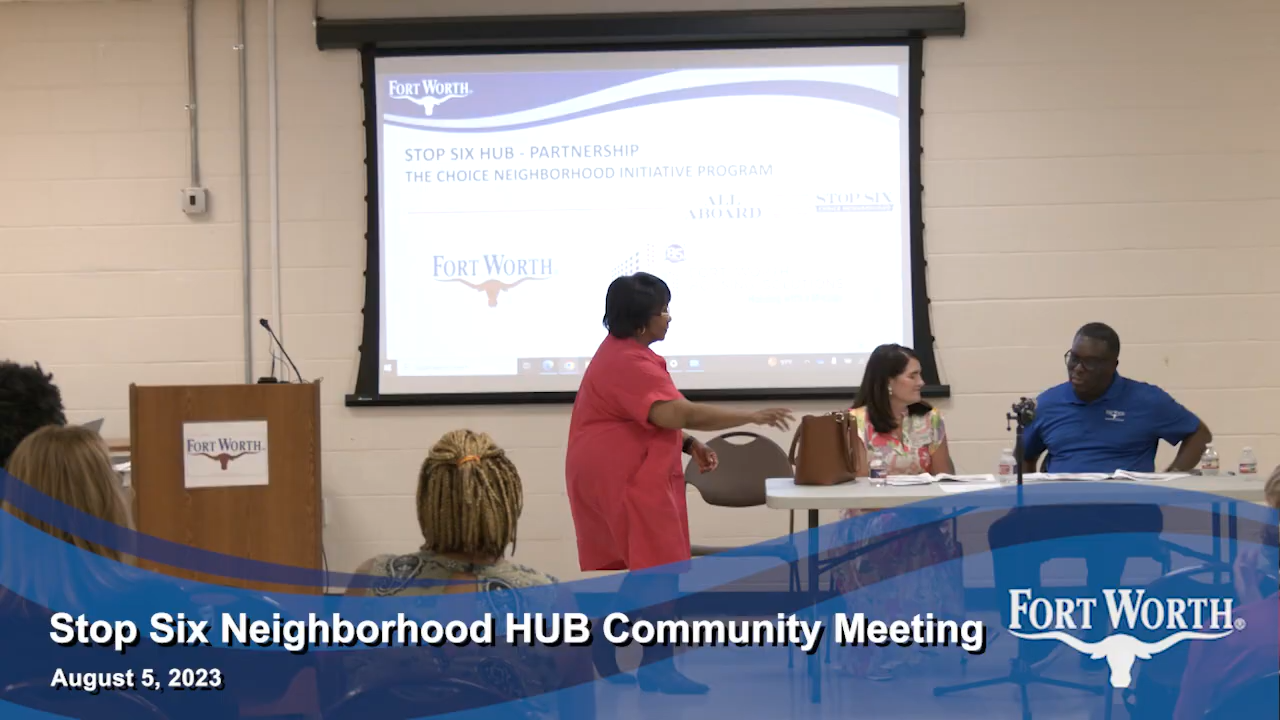 FORT WORTH®
STOP SIX HUB - PARTNERSHIP
THE CHOICE NEIGHBORHOOD INITIATIVE PROGRAM
ALL
ABOARD
STOP SIX
FORT WORTH
FORT WORTH
Stop Six Neighborhood HUB Community Meeting
August 5, 2023
FORT WORTH®